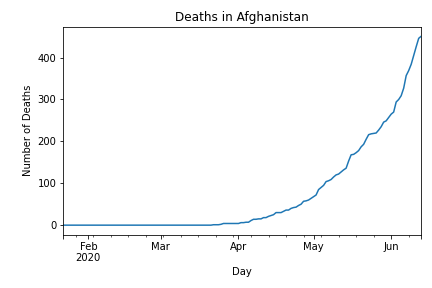 Deaths in Afghanistan
Number of Deaths
400
300
200
100
0
Feb
2020
Mar
Apr
May
Jun
Day